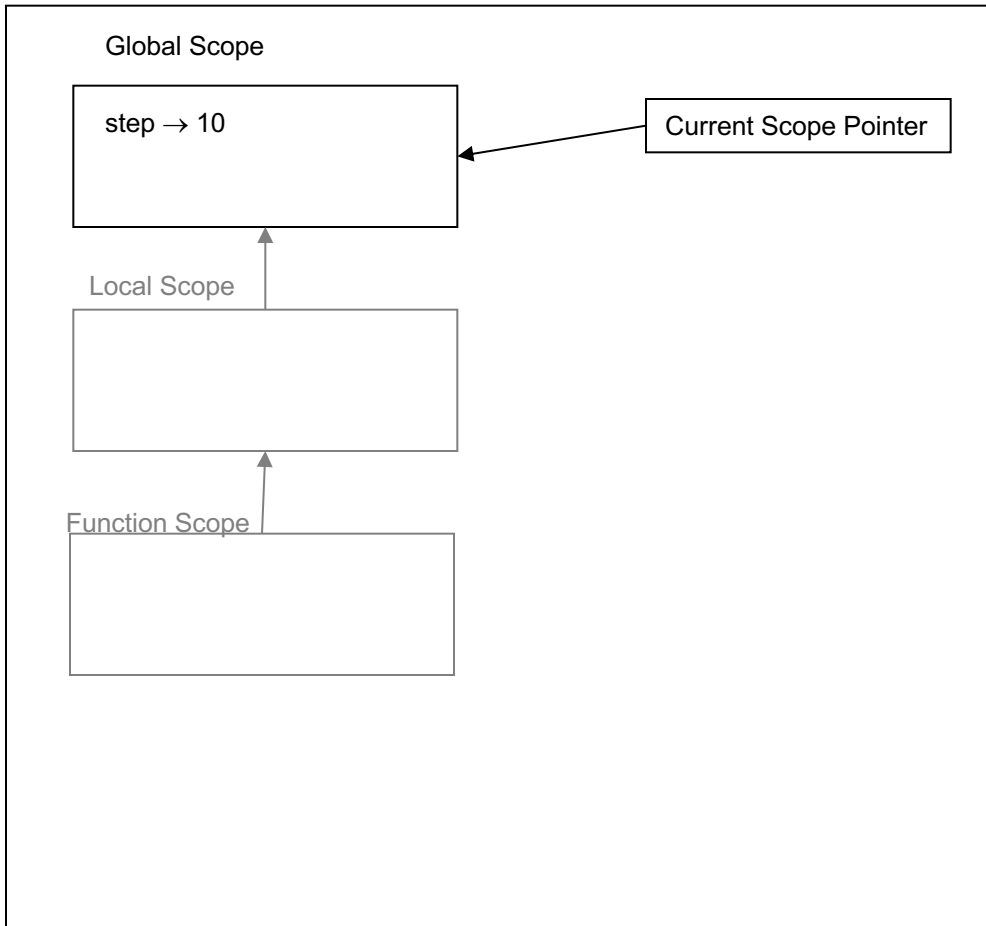 Global Scope
step → 10
Current Scope Pointer
Local Scope
Function Scope